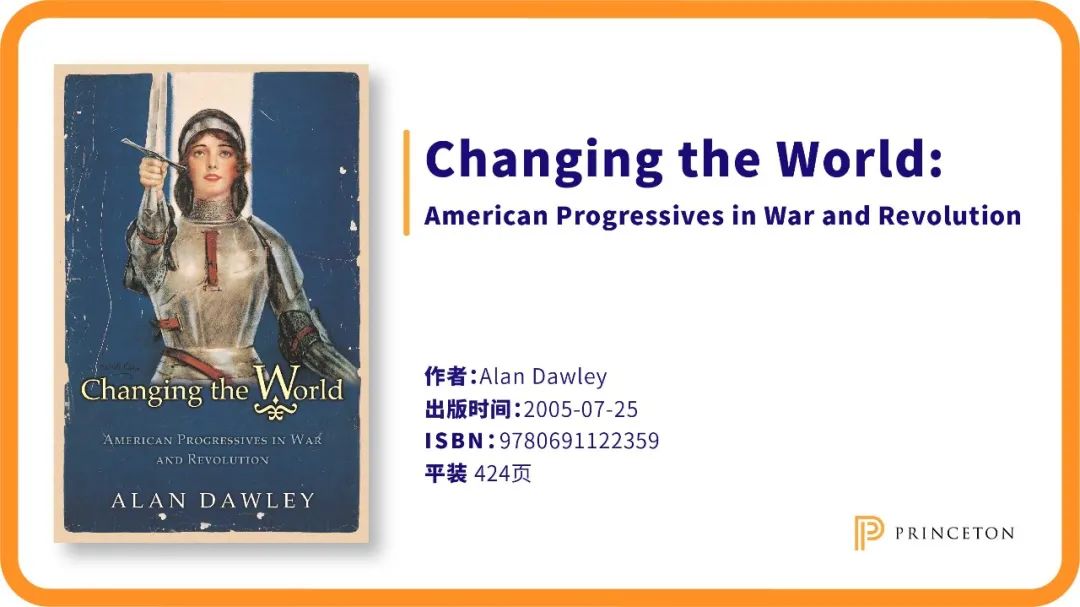 Changing the World
AMERICAN PROGRESSIVES IN WAR
AND REVOLUTION
ALAN DAWLEY
Changing the World:
American Progressives in War and Revolution
作者：Alan Dawley
出版时间：2005-07-25
ISBN：9780691122359
平装 424页
PRINCETON